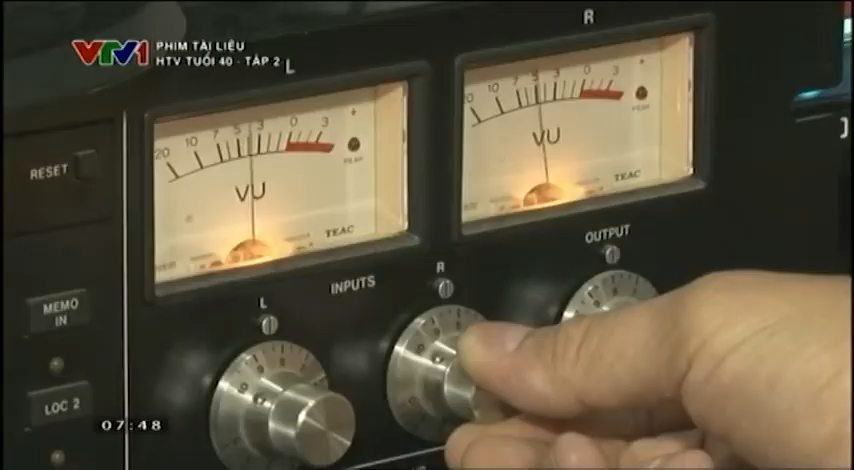 VTV1
PHIM TÀI LIỆU
HTV TUỔI 40 - TẬP 2
L
R
20 10 7 5 3 0 3
VU
PEAK
TEAC
20 10 7 5 3 0 3
VU
PEAK
TEAC
RESET
MEMO
IN
LOC 2
L
INPUTS
R
OUTPUT
07:48